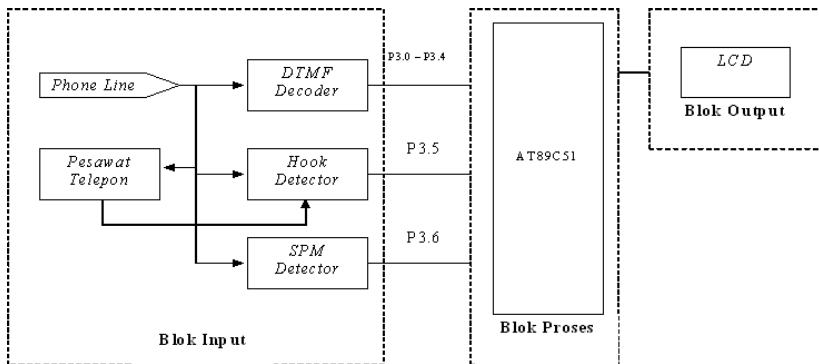 Phone Line
DTMF
Decoder
P3.0 – P3.4
Pesawat
Telepon
Hook
Detector
P3.5
SPM
Detector
P3.6
Blok Input
AT89C51
Blok Proses
LCD
Blok Output